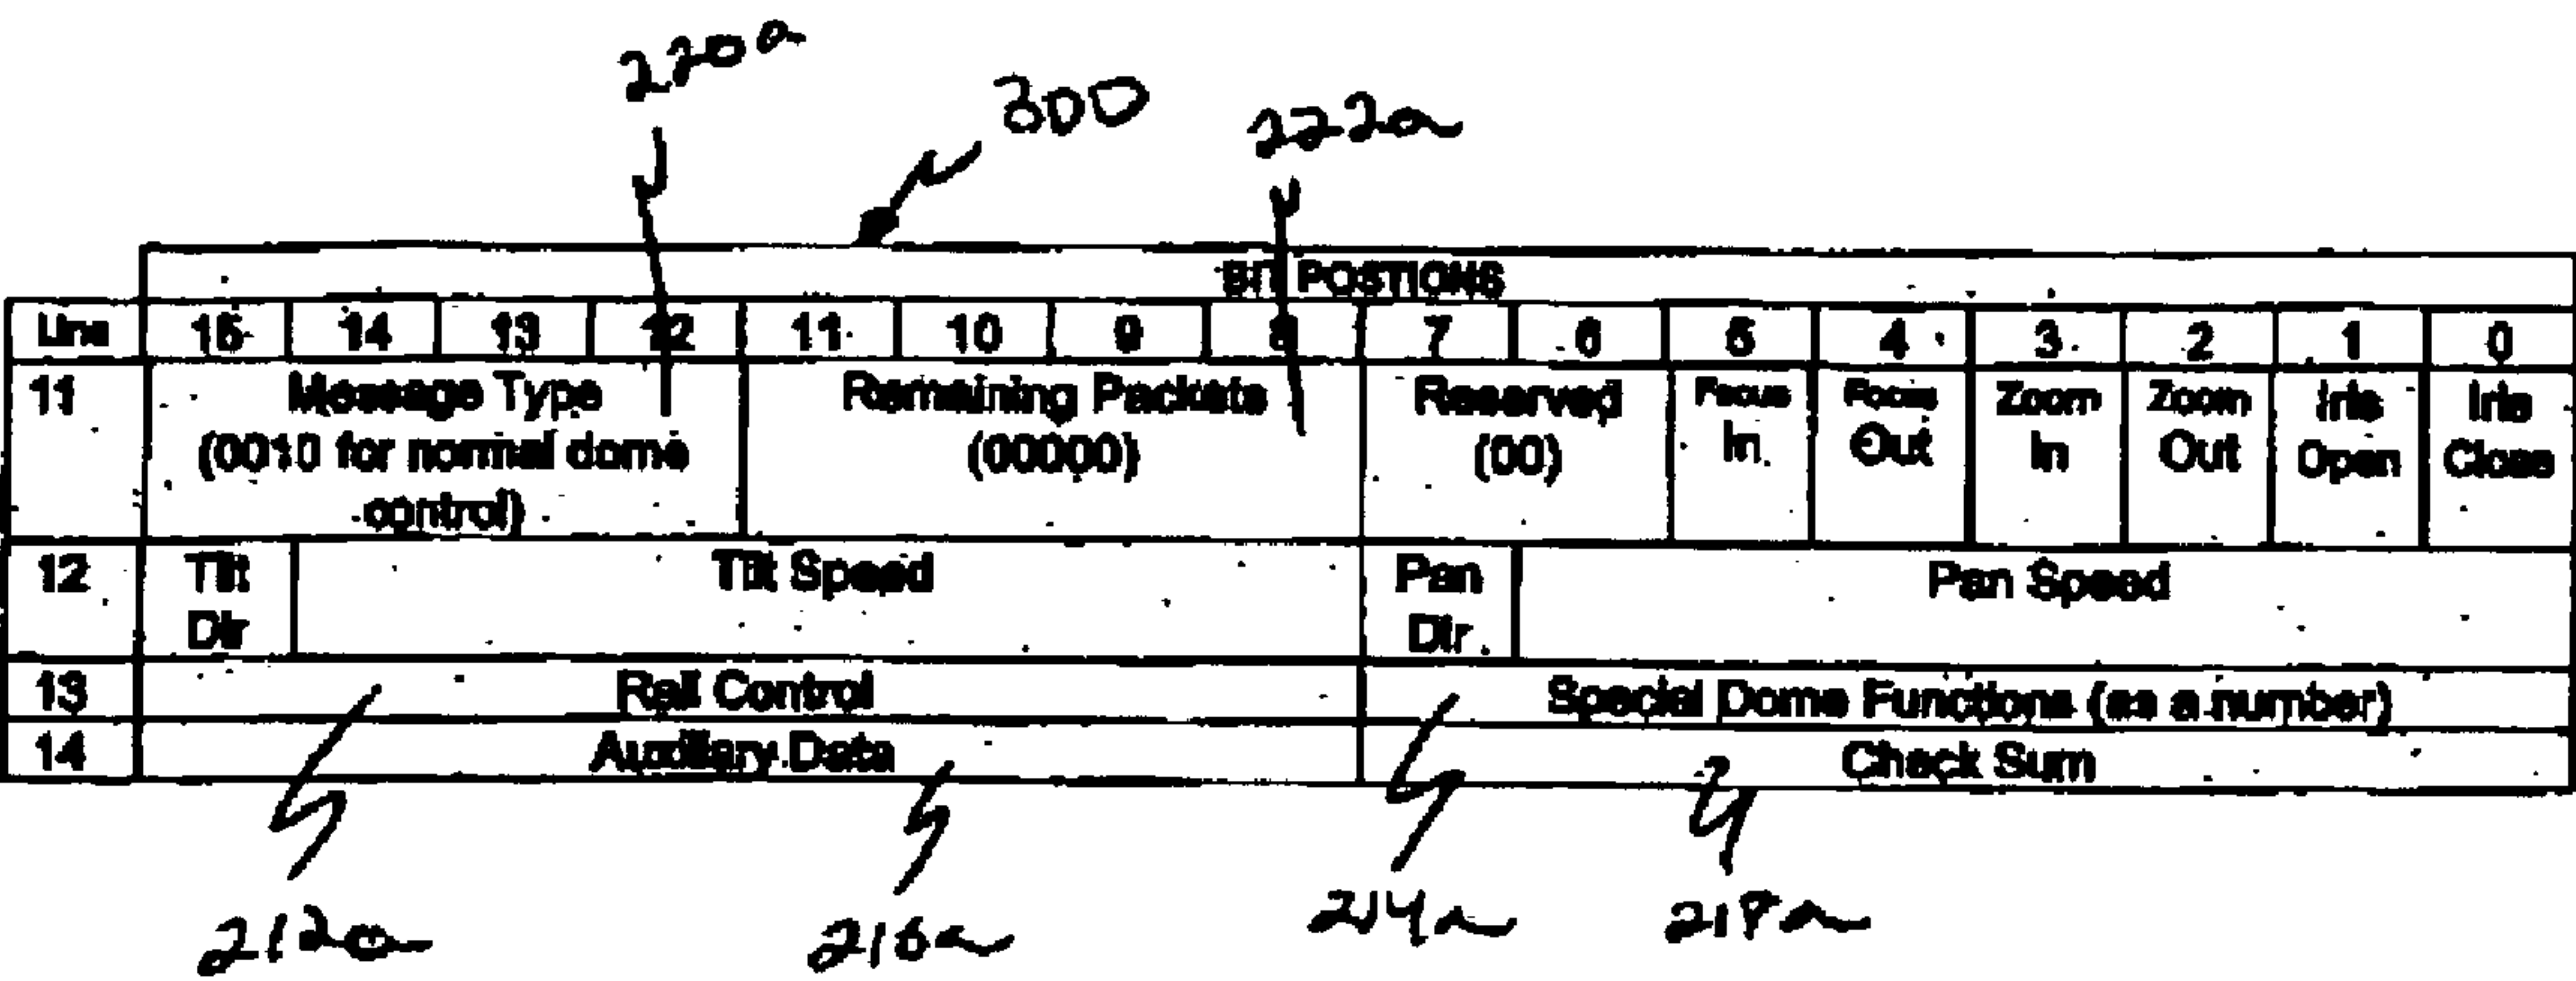 220a
300
222a
BIT POSTIONS
Line 15 14 13 12 11 10 9 8 7 6 5 4 3 2 1 0
11 Message Type (0010 for normal dome control) Remaining Packets (00000) Reserved (00) Focus In Focus Out Zoom In Zoom Out Iris Open Iris Close
12 Tilt Dir Tilt Speed Pan Dir Pan Speed
13 Rail Control Special Dome Functions (as a number)
14 Auxiliary Data Check Sum
212a 216a 214a 218a